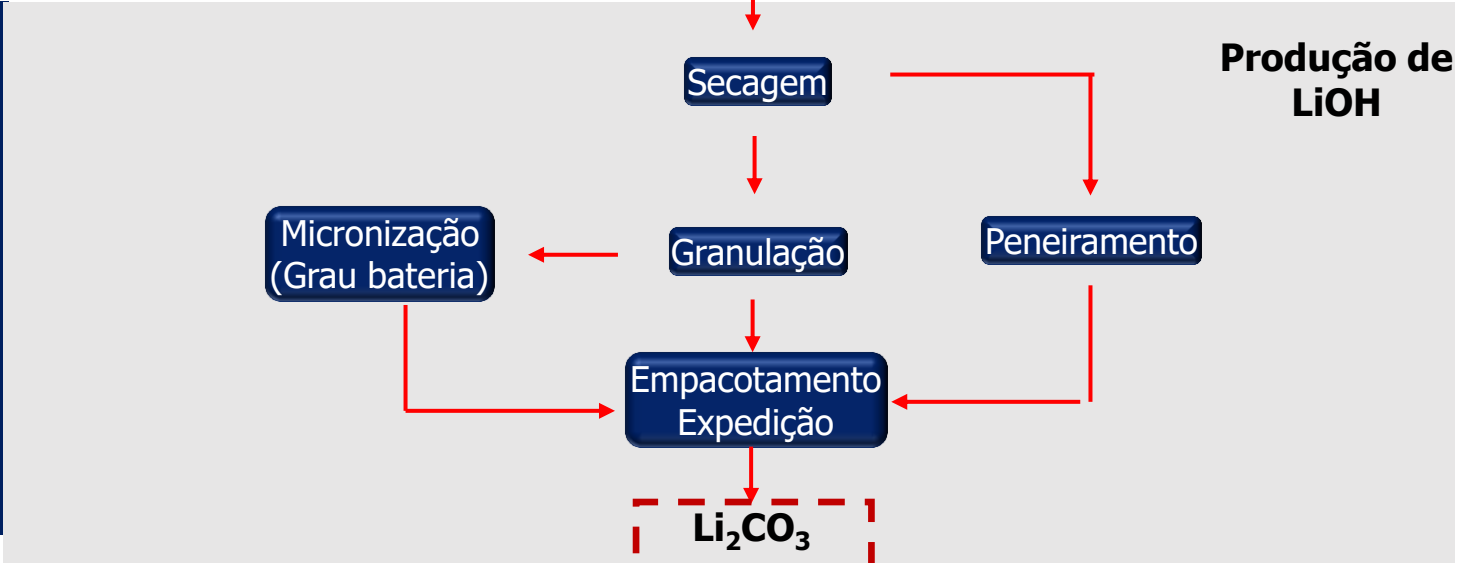 Produção de
LiOH
Secagem
Micronização
(Grau bateria)
Granulação
Peneiramento
Empacotamento
Expedição
Li₂CO₃